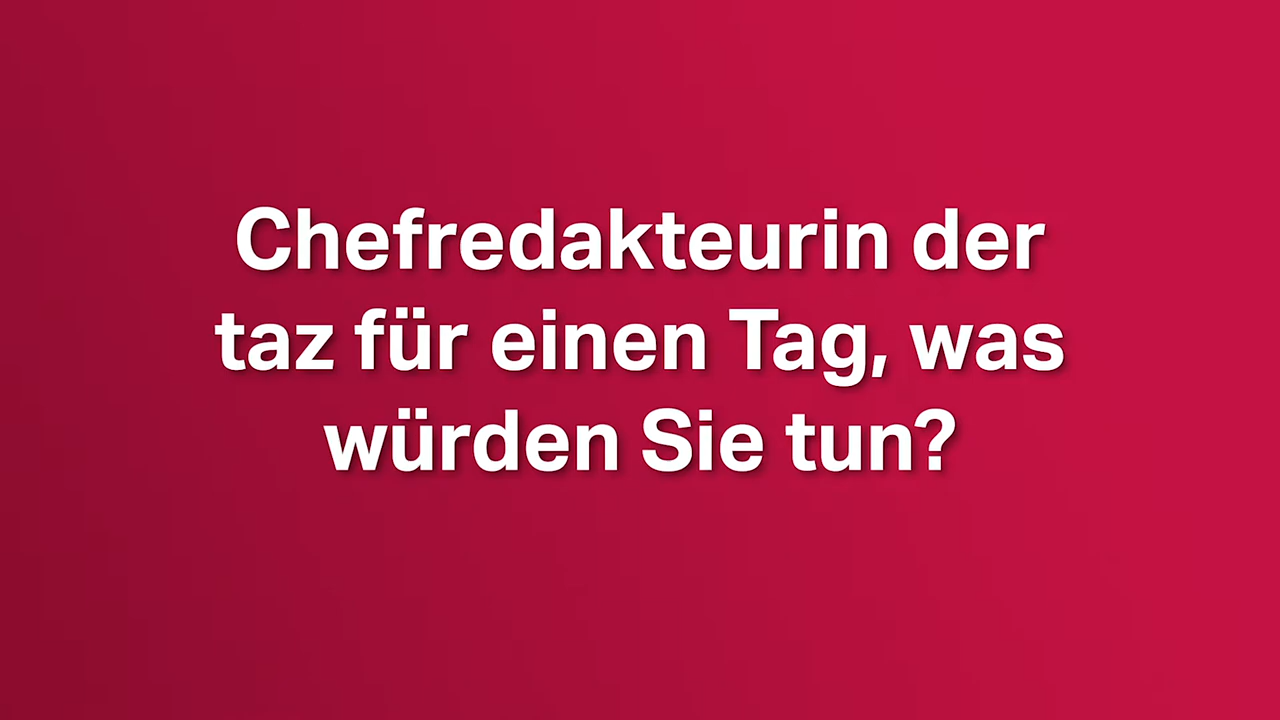 Chefredakteurin der
taz für einen Tag, was
würden Sie tun?